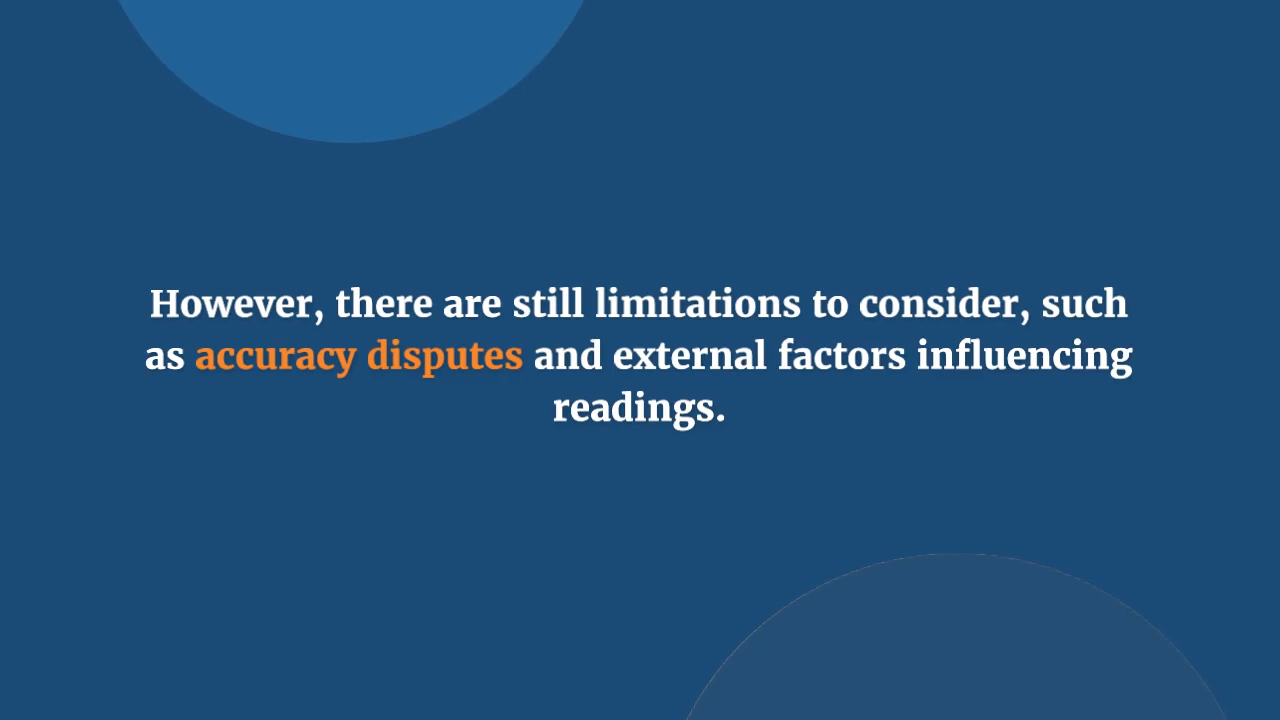 However, there are still limitations to consider, such
as accuracy disputes and external factors influencing
readings.